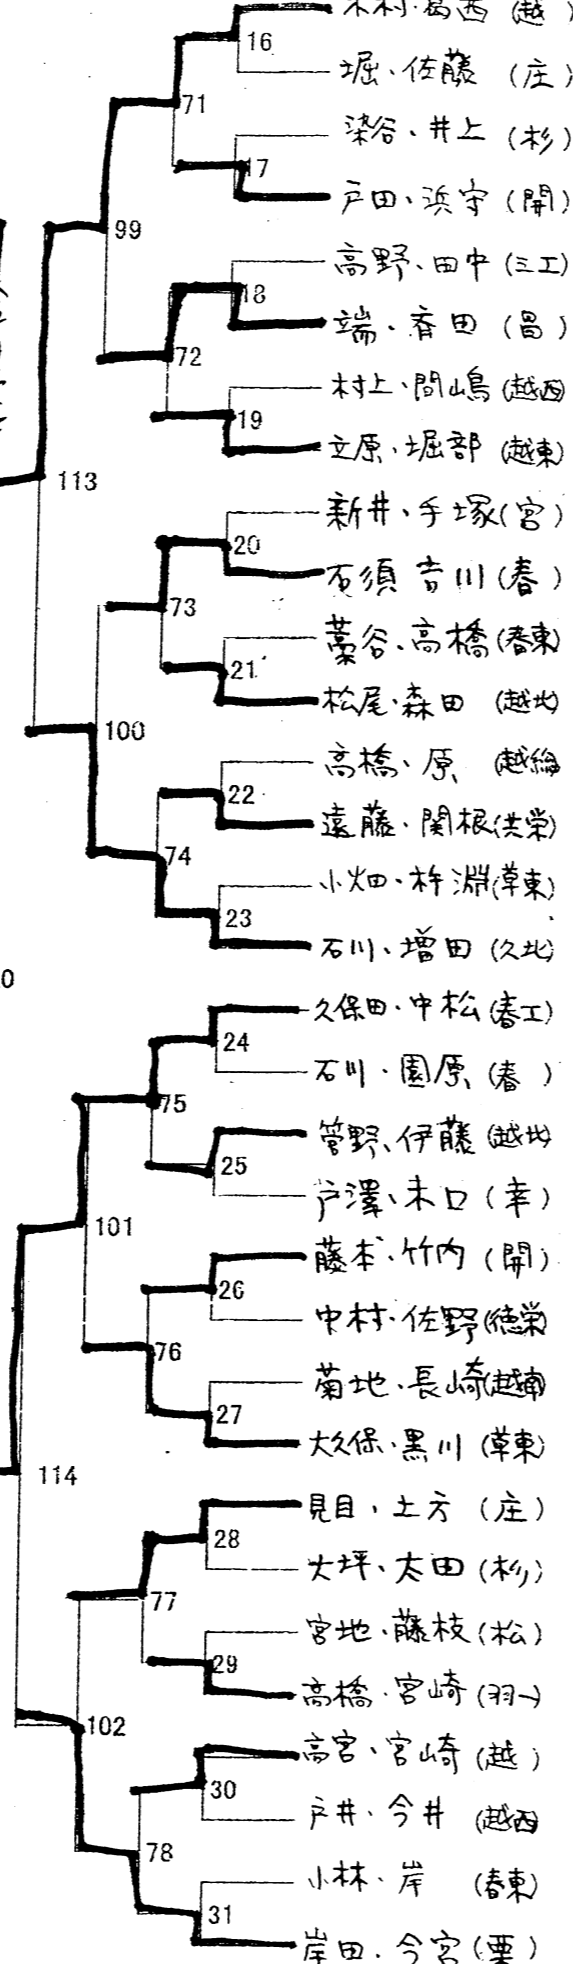 木村・葛西（越）
16
堀・佐藤（庄）
71
染谷・井上（杉）
17
戸田・浜守（開）
99
高野・田中（三工）
18
端・斉田（昌）
72
村上・間嶋（越西）
19
立原・堀部（越東）
113
新井・手塚（宮）
20
石須 吉川（春）
73
藁谷・高橋（春東）
21
松尾・森田（越北）
100
高橋・原（越総）
22
遠藤・関根（共栄）
74
小畑・杵淵（草東）
23
石川・増田（久北）
0
久保田・中松（春工）
24
石川・園原（春）
75
管野、伊藤（越北）
25
戸澤・木口（幸）
101
藤本・竹内（開）
26
中村・佐野（徳栄）
76
菊地・長崎（越南）
27
大久保・黒川（草東）
114
見目・土方（庄）
28
大坪、太田（杉）
77
宮地・藤枝（松）
29
高橋・宮崎（羽一）
102
高宮・宮崎（越）
30
戸井・今井（越西）
78
小林・岸（春東）
31
岸田・今宮（栗）